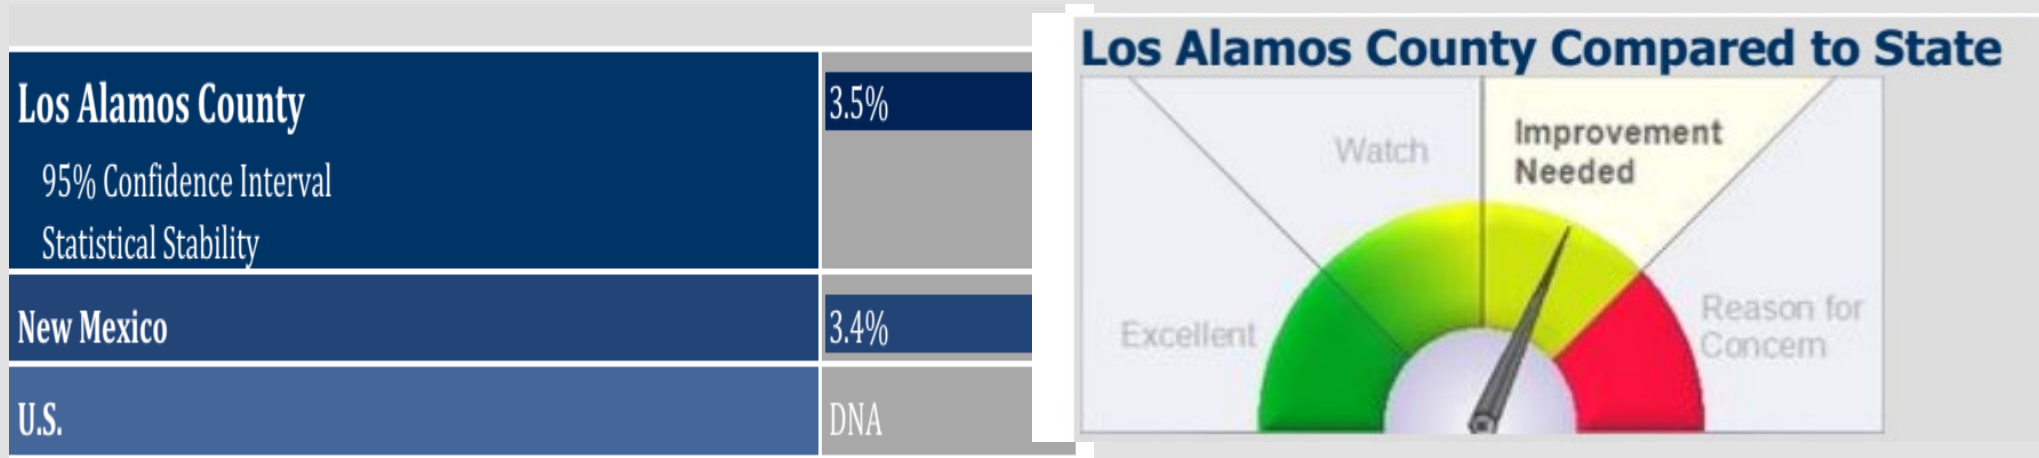 Los Alamos County
3.5%
95% Confidence Interval
Statistical Stability
New Mexico
3.4%
U.S.
DNA
Los Alamos County Compared to State
Watch
Improvement
Needed
Excellent
Reason for
Concern